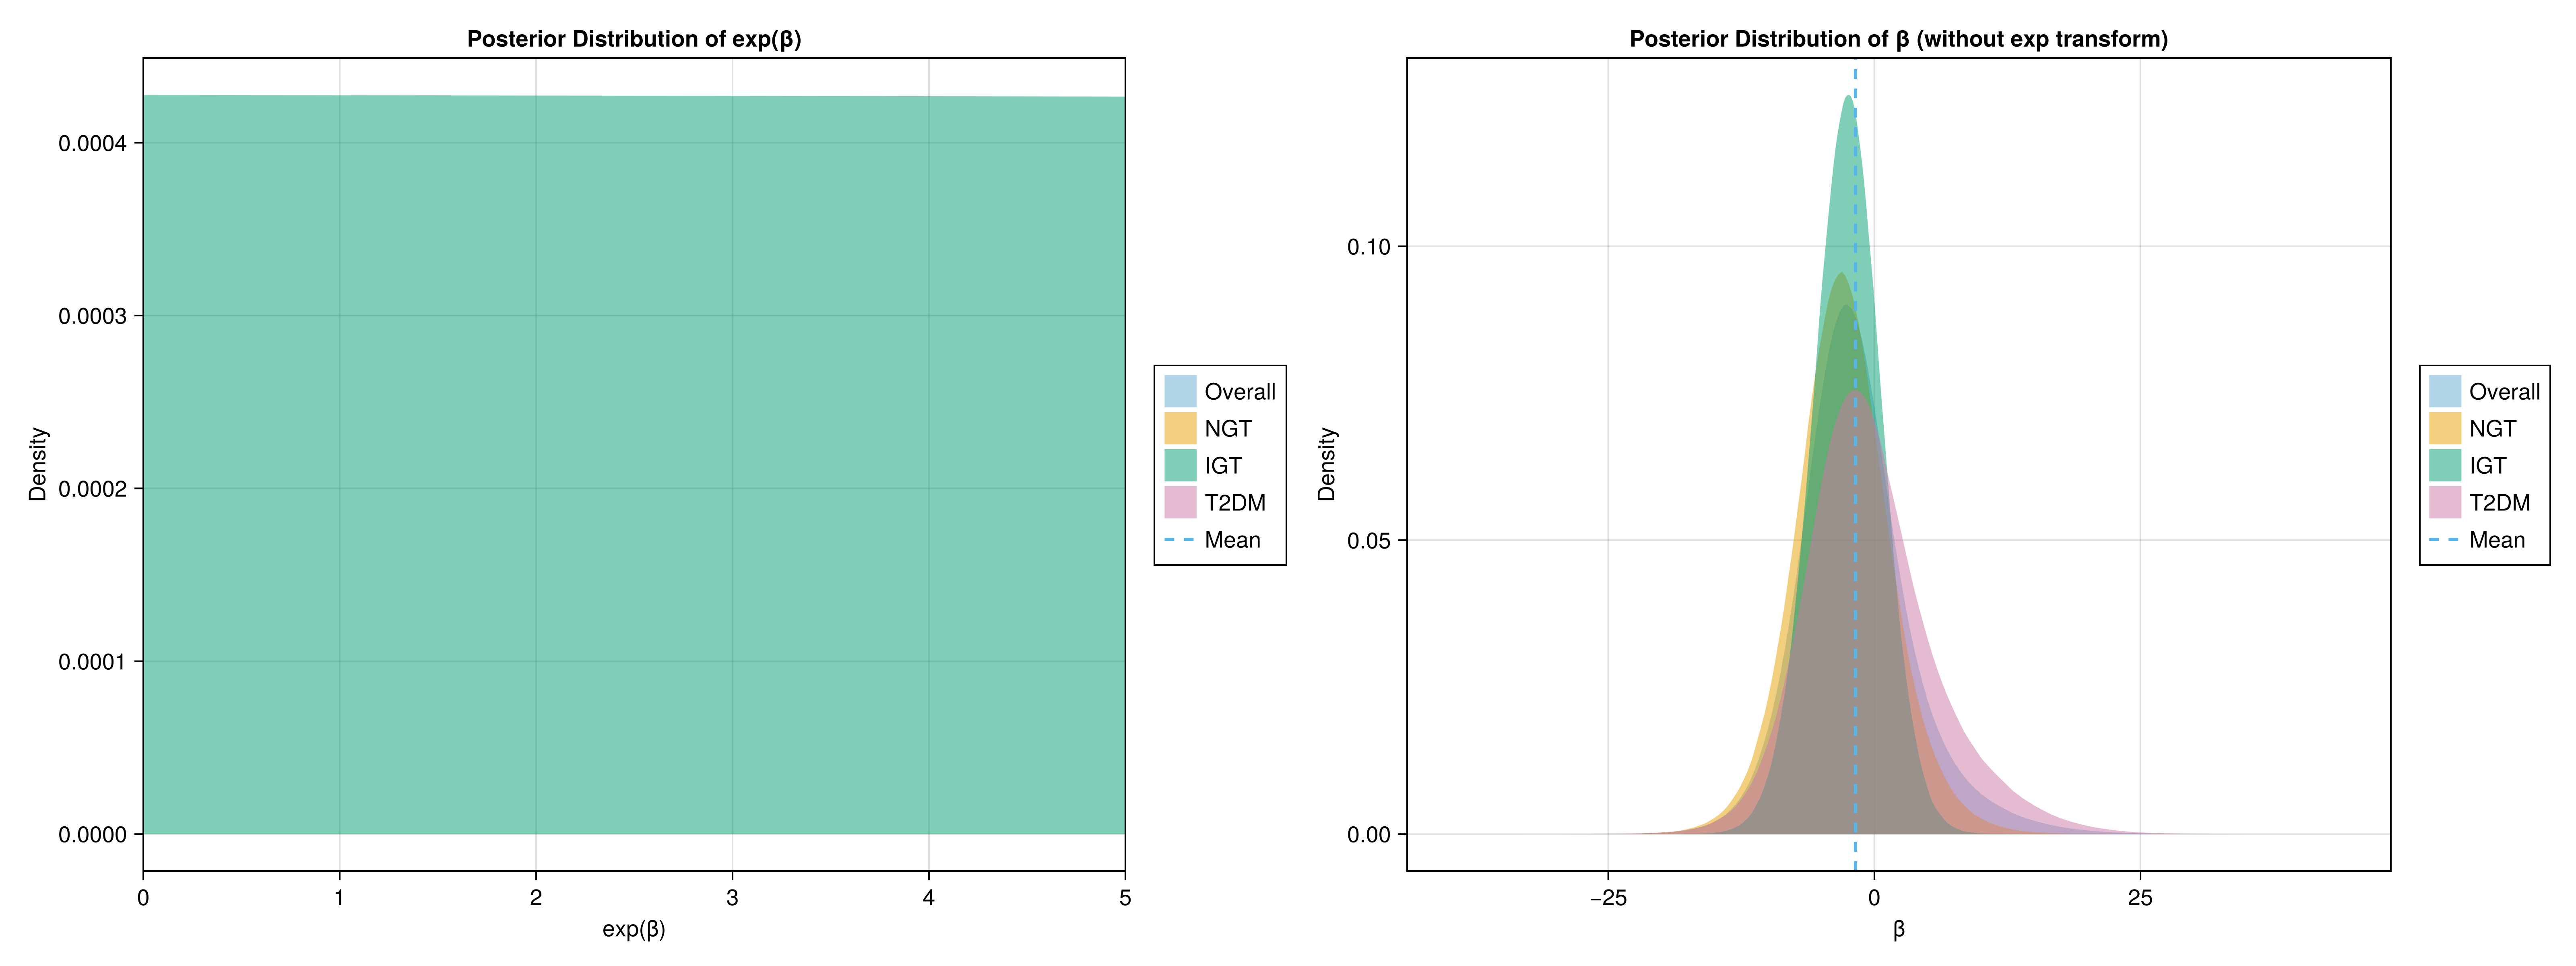 Posterior Distribution of exp(β)
Density
0.0004
0.0003
0.0002
0.0001
0.0000
0
1
2
3
4
5
exp(β)
Overall
NGT
IGT
T2DM
Mean
Posterior Distribution of β (without exp transform)
Density
0.10
0.05
0.00
−25
0
25
β
Overall
NGT
IGT
T2DM
Mean